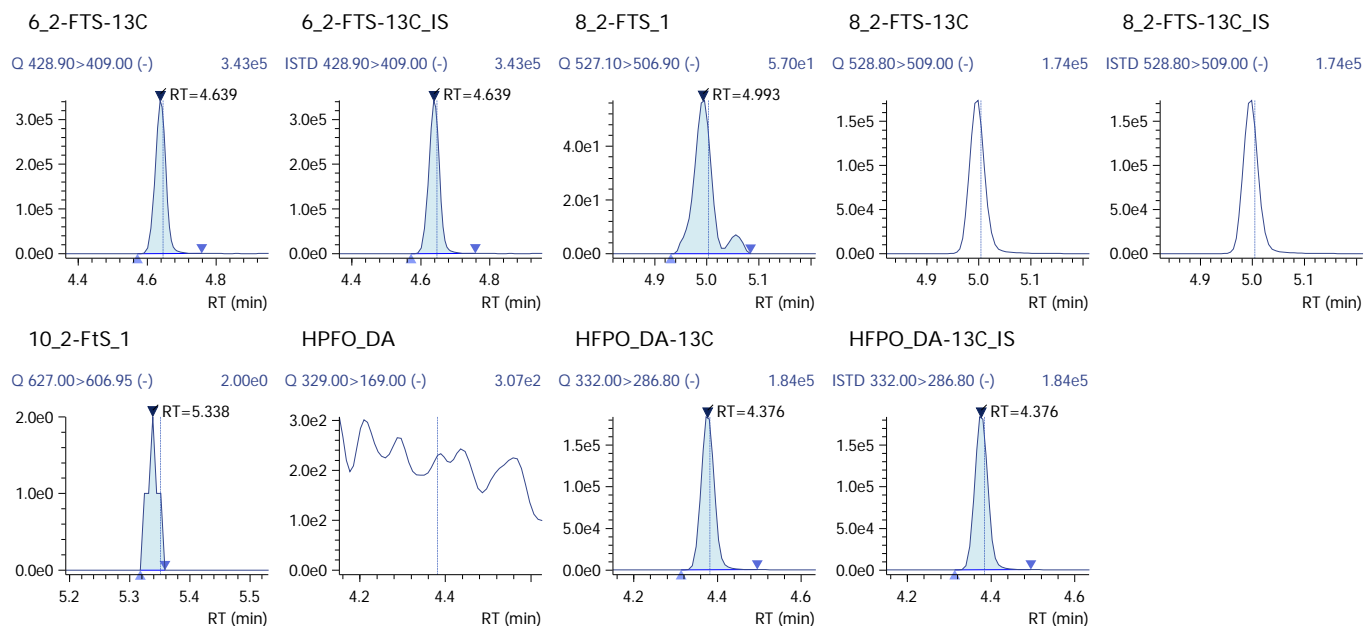 6_2-FTS-13C
Q 428.90>409.00 (-) 3.43e5
RT=4.639
3.0e5
2.0e5
1.0e5
0.0e0
4.4 4.6 4.8
RT (min)
6_2-FTS-13C_IS
ISTD 428.90>409.00 (-) 3.43e5
RT=4.639
3.0e5
2.0e5
1.0e5
0.0e0
4.4 4.6 4.8
RT (min)
8_2-FTS_1
Q 527.10>506.90 (-) 5.70e1
RT=4.993
4.0e1
2.0e1
0.0e0
4.9 5.0 5.1
RT (min)
8_2-FTS-13C
Q 528.80>509.00 (-) 1.74e5
1.5e5
1.0e5
5.0e4
0.0e0
4.9 5.0 5.1
RT (min)
8_2-FTS-13C_IS
ISTD 528.80>509.00 (-) 1.74e5
1.5e5
1.0e5
5.0e4
0.0e0
4.9 5.0 5.1
RT (min)
10_2-FtS_1
Q 627.00>606.95 (-) 2.00e0
RT=5.338
2.0e0
1.0e0
0.0e0
5.2 5.3 5.4 5.5
RT (min)
HPFO_DA
Q 329.00>169.00 (-) 3.07e2
3.0e2
2.0e2
1.0e2
0.0e0
4.2 4.4
RT (min)
HFPO_DA-13C
Q 332.00>286.80 (-) 1.84e5
RT=4.376
1.5e5
1.0e5
5.0e4
0.0e0
4.2 4.4 4.6
RT (min)
HFPO_DA-13C_IS
ISTD 332.00>286.80 (-) 1.84e5
RT=4.376
1.5e5
1.0e5
5.0e4
0.0e0
4.2 4.4 4.6
RT (min)